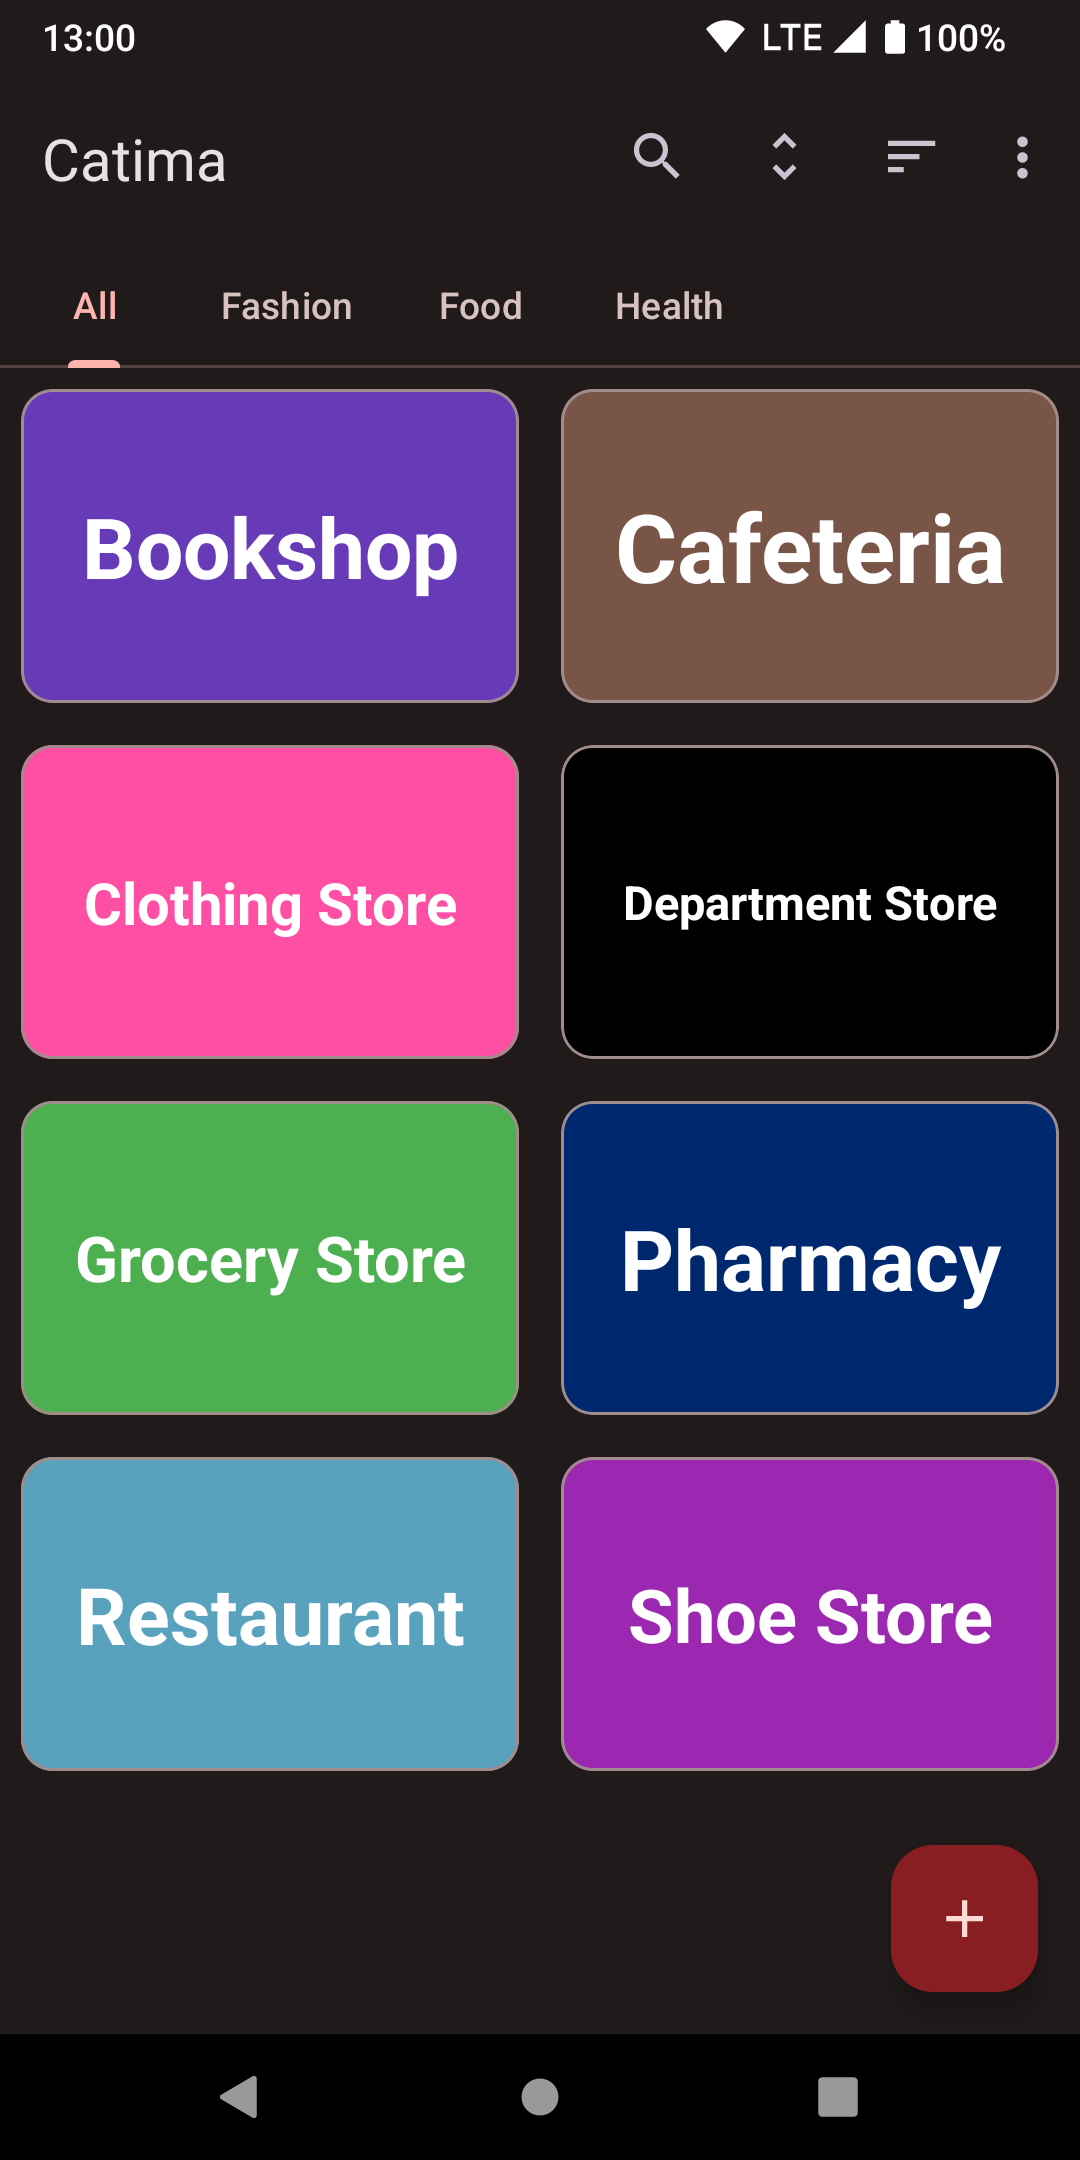 13:00 LTE 100%
Catima
All Fashion Food Health
Bookshop Cafeteria
Clothing Store Department Store
Grocery Store Pharmacy
Restaurant Shoe Store